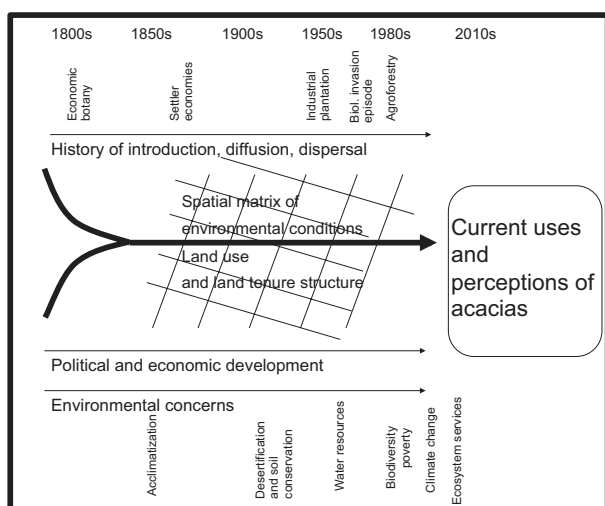 1800s 1850s 1900s 1950s 1980s 2010s
Economic
botany
Settler
economies
Industrial
plantation
Biol. invasion
episode
Agroforestry
History of introduction, diffusion, dispersal
Spatial matrix of
environmental conditions
Land use
and land tenure structure
Current uses
and
perceptions of
acacias
Political and economic development
Environmental concerns
Acclimatization
Desertification
and soil
conservation
Water resources
Biodiversity
poverty
Climate change
Ecosystem services